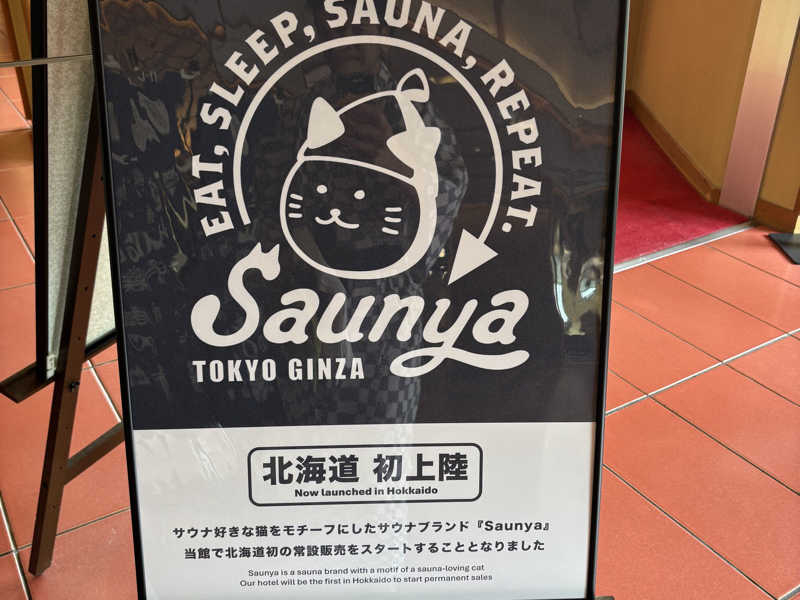 EAT, SLEEP, SAUNA, REPEAT.
Saunya
TOKYO GINZA
北海道 初上陸
Now launched in Hokkaido
サウナ好きな猫をモチーフにしたサウナブランド『Saunya』
当館で北海道初の常設販売をスタートすることとなりました
Saunya is a sauna brand with a motif of a sauna-loving cat
Our hotel will be the first in Hokkaido to start permanent sales